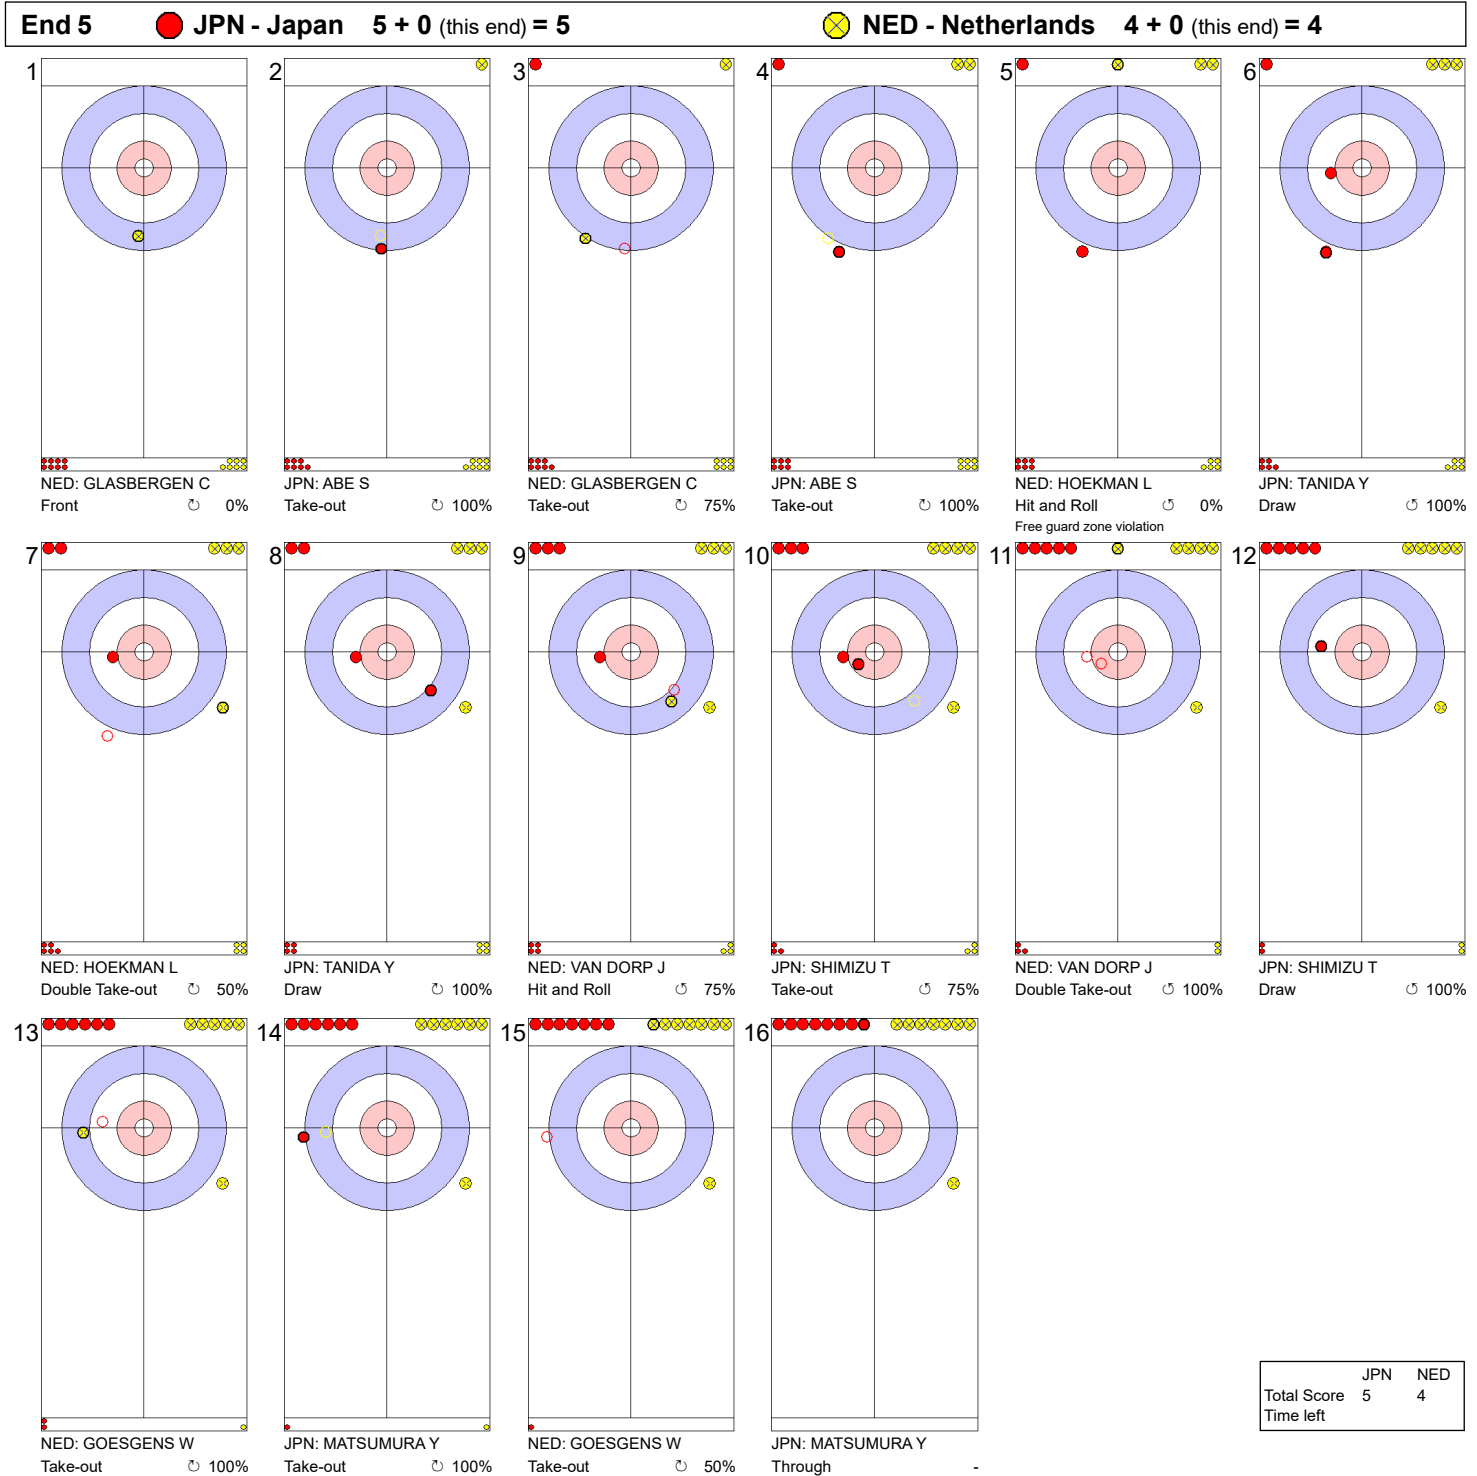 End 5 JPN - Japan 5 + 0 (this end) = 5 NED - Netherlands 4 + 0 (this end) = 4
1 2 3 4 5 6
NED: GLASBERGEN C JPN: ABE S NED: GLASBERGEN C JPN: ABE S NED: HOEKMAN L JPN: TANIDA Y
Front ↻ 0% Take-out ↻ 100% Take-out ↻ 75% Take-out ↻ 100% Hit and Roll ↺ 0% Draw ↺ 100%
Free guard zone violation
7 8 9 10 11 12
NED: HOEKMAN L JPN: TANIDA Y NED: VAN DORP J JPN: SHIMIZU T NED: VAN DORP J JPN: SHIMIZU T
Double Take-out ↻ 50% Draw ↻ 100% Hit and Roll ↺ 75% Take-out ↺ 75% Double Take-out ↺ 100% Draw ↺ 100%
13 14 15 16
JPN NED
Total Score 5 4
Time left
NED: GOESGENS W JPN: MATSUMURA Y NED: GOESGENS W JPN: MATSUMURA Y
Take-out ↻ 100% Take-out ↻ 100% Take-out ↻ 50% Through -